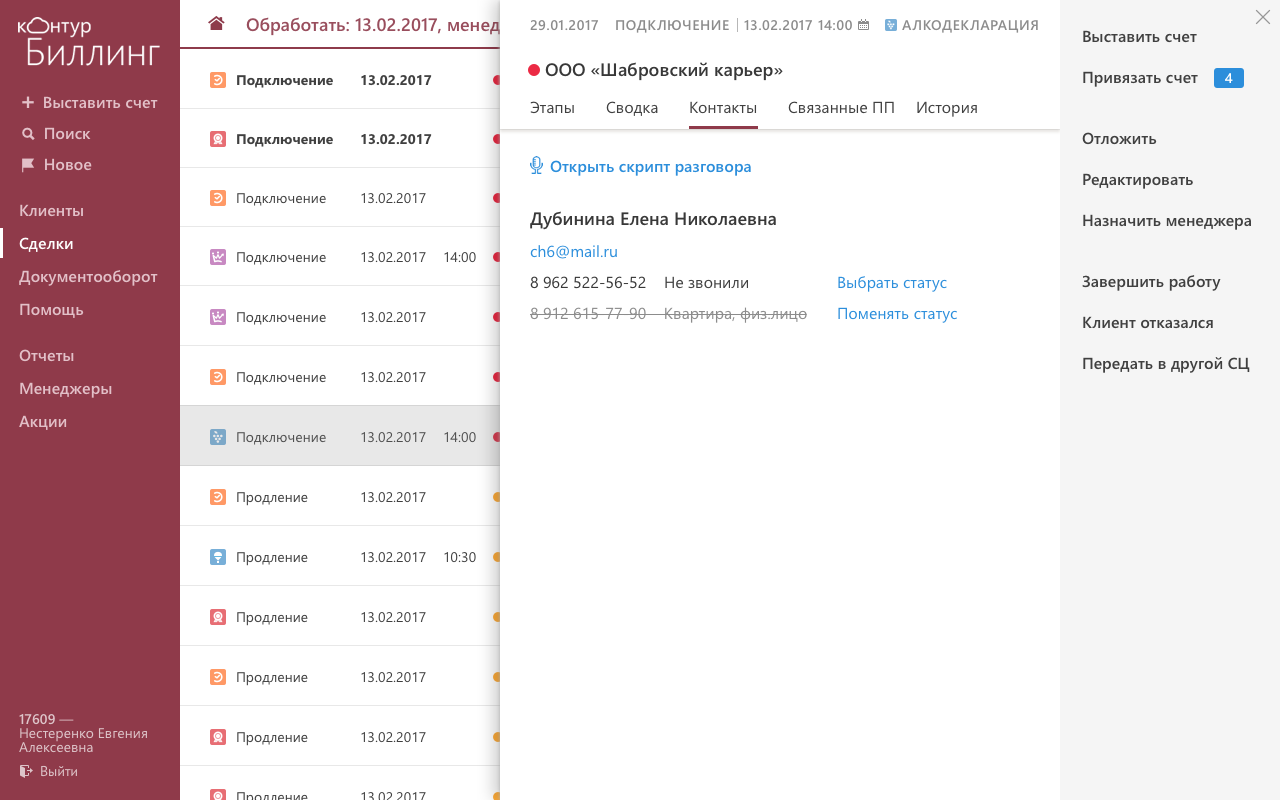 контур
Биллинг
Выставить счет
Поиск
Новое
Клиенты
Сделки
Документооборот
Помощь
Отчеты
Менеджеры
Акции
17609 —
Нестеренко Евгения
Алексеевна
Выйти
Обработать: 13.02.2017, менед
Подключение 13.02.2017
Подключение 13.02.2017
Подключение 13.02.2017
Подключение 13.02.2017 14:00
Подключение 13.02.2017
Подключение 13.02.2017
Подключение 13.02.2017 14:00
Продление 13.02.2017
Продление 13.02.2017 10:30
Продление 13.02.2017
Продление 13.02.2017
Продление 13.02.2017
Продление 13.02.2017
29.01.2017 ПОДКЛЮЧЕНИЕ 13.02.2017 14:00 АЛКОДЕКЛАРАЦИЯ
ООО «Шабровский карьер»
Этапы Сводка Контакты Связанные ПП История
Открыть скрипт разговора
Дубинина Елена Николаевна
ch6@mail.ru
8 962 522-56-52 Не звонили Выбрать статус
8 912 615-77-90 Квартира, физ.лицо Поменять статус
Выставить счет
Привязать счет 4
Отложить
Редактировать
Назначить менеджера
Завершить работу
Клиент отказался
Передать в другой СЦ